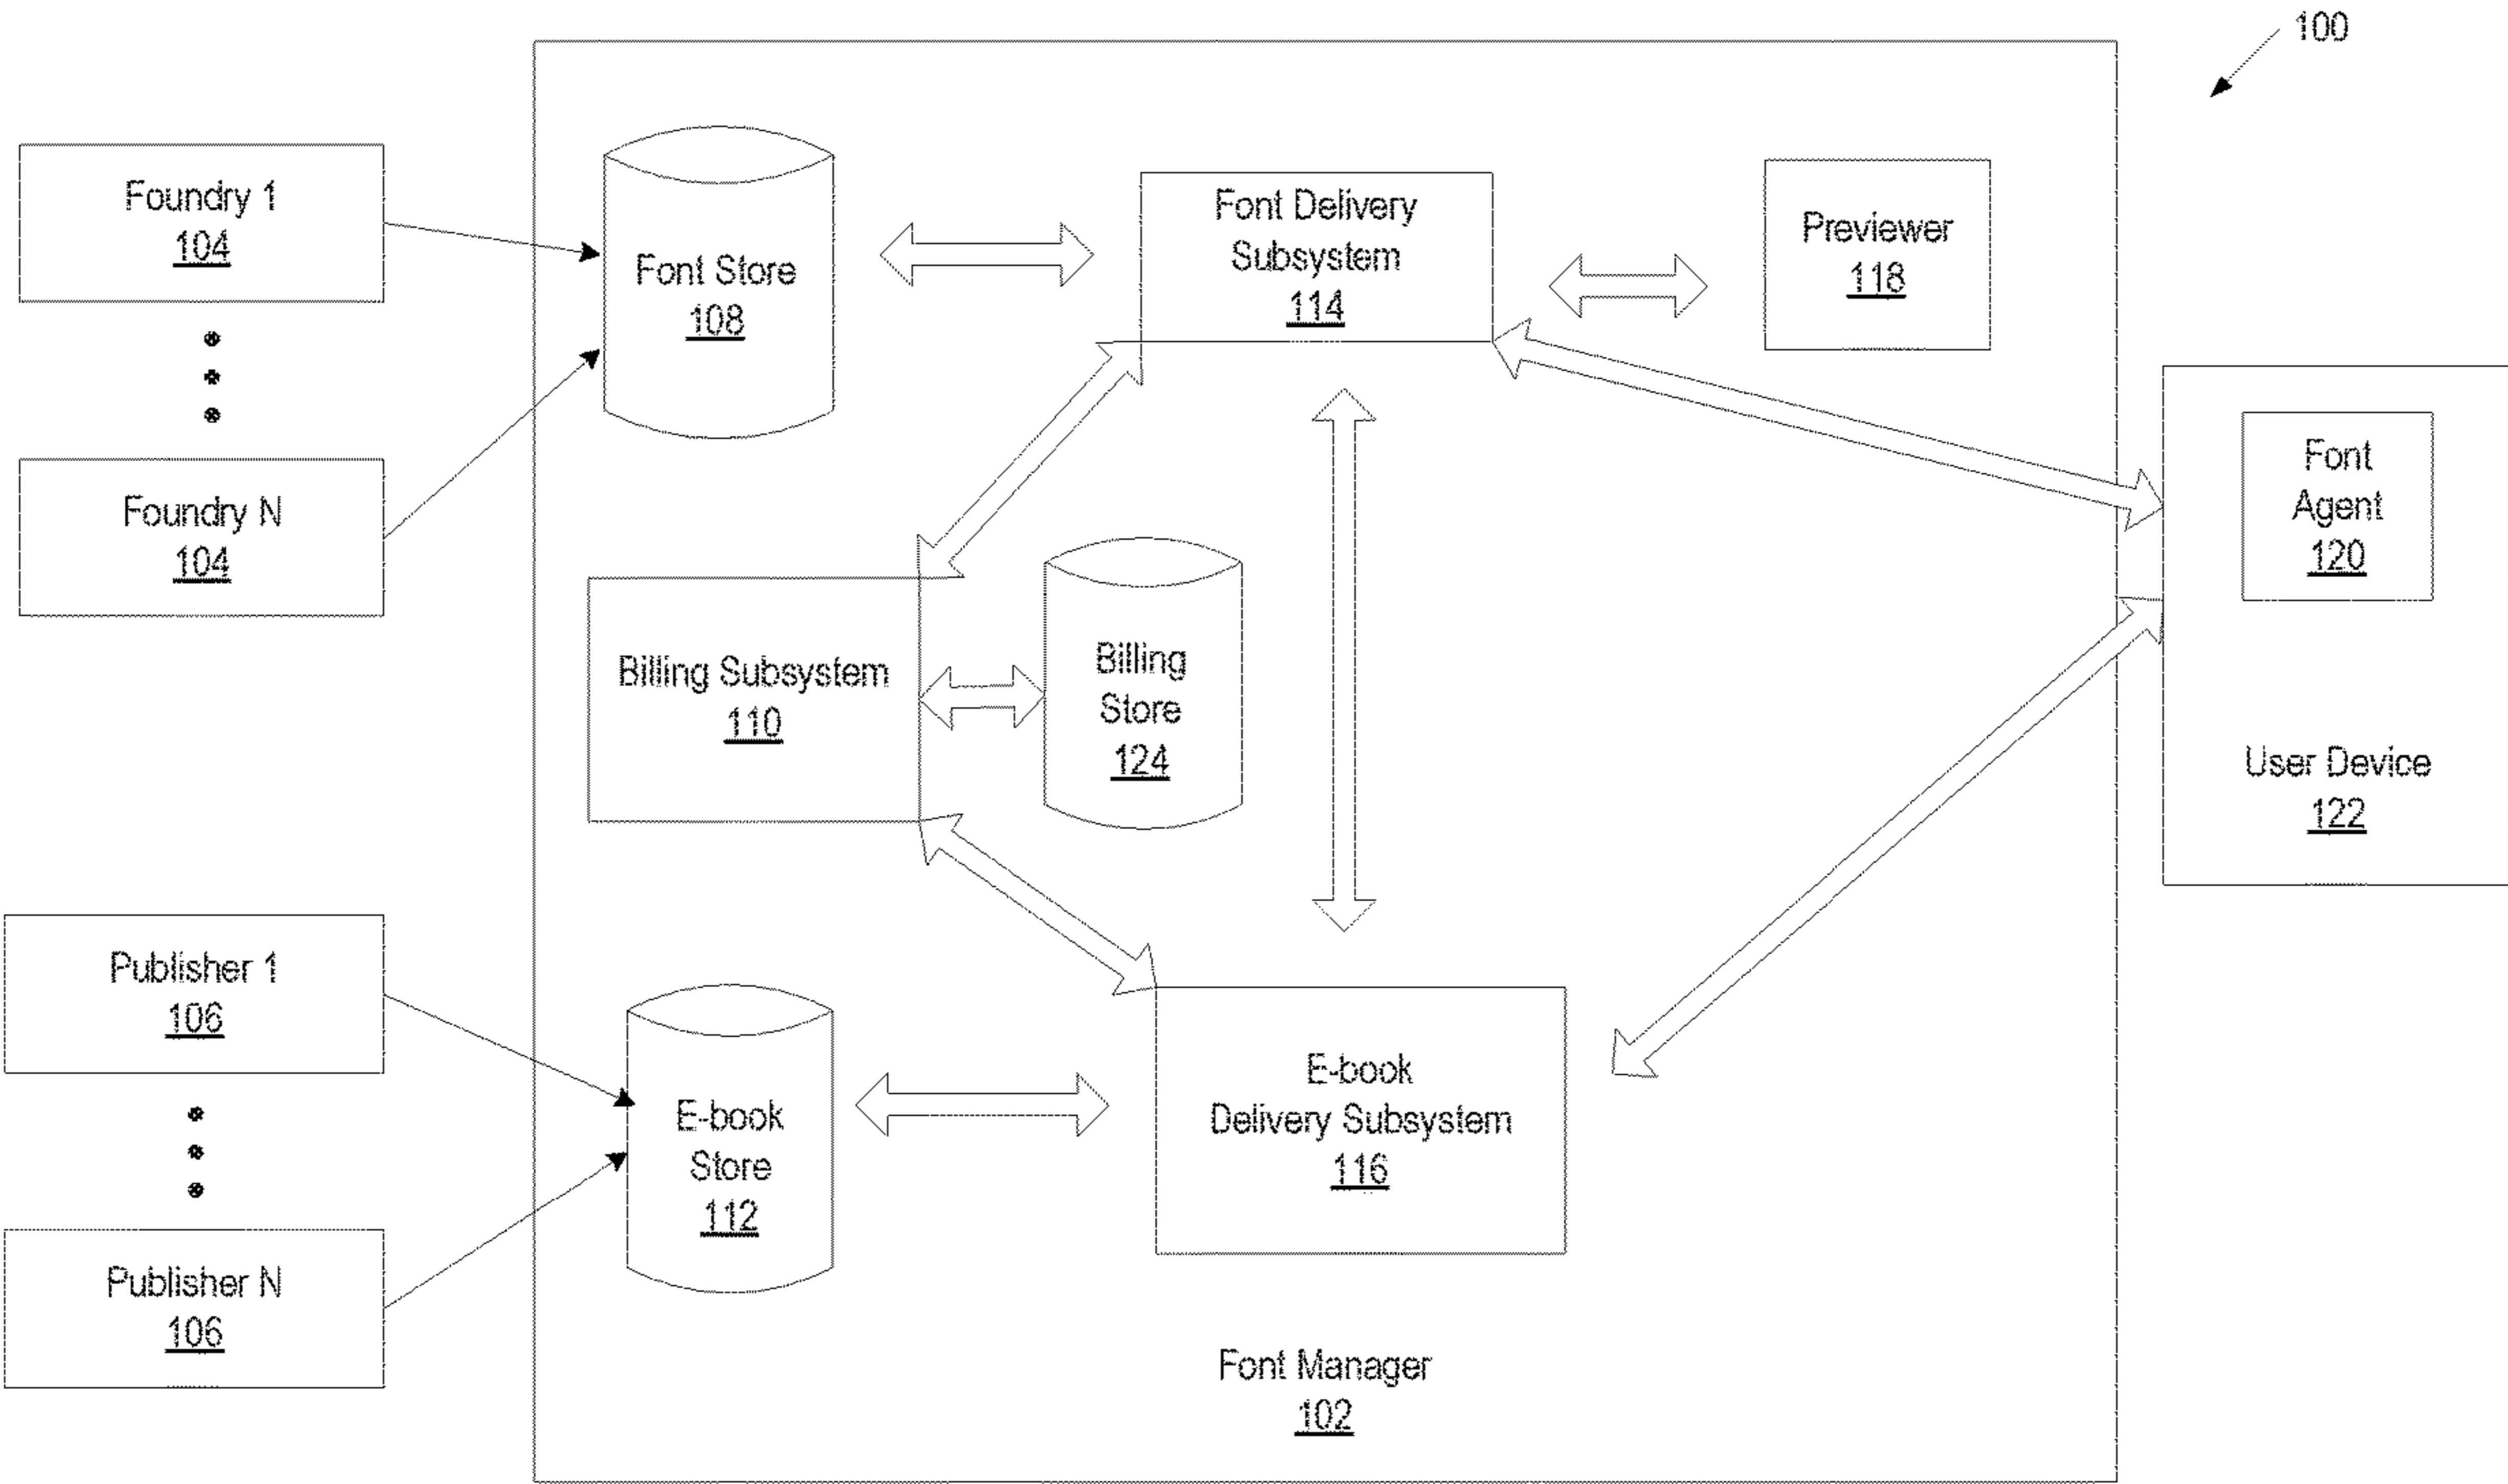 100
Foundry 1
104
Foundry N
104
Font Store
108
Font Delivery
Subsystem
114
Previewer
118
Font
Agent
120
User Device
122
Billing Subsystem
110
Billing
Store
124
Publisher 1
106
Publisher N
106
E-book
Store
112
E-book
Delivery Subsystem
116
Font Manager
102